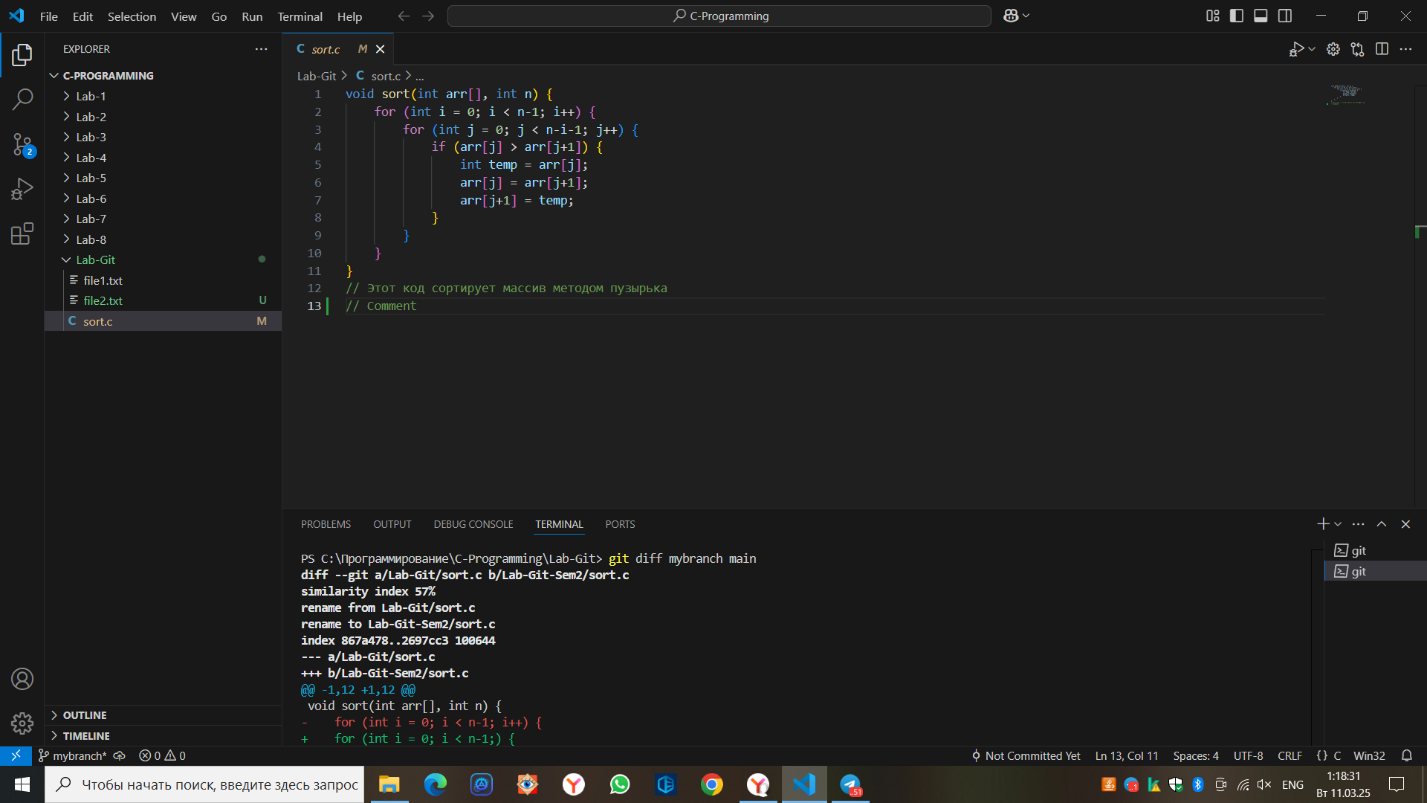 File Edit Selection View Go Run Terminal Help
C-Programming
EXPLORER
C-PROGRAMMING
Lab-1
Lab-2
Lab-3
Lab-4
Lab-5
Lab-6
Lab-7
Lab-8
Lab-Git
file1.txt
file2.txt U
sort.c M
OUTLINE
TIMELINE
2
C sort.c M
Lab-Git > C sort.c > ...
1 void sort(int arr[], int n) {
2 for (int i = 0; i < n-1; i++) {
3 for (int j = 0; j < n-i-1; j++) {
4 if (arr[j] > arr[j+1]) {
5 int temp = arr[j];
6 arr[j] = arr[j+1];
7 arr[j+1] = temp;
8 }
9 }
10 }
11 }
12 // Этот код сортирует массив методом пузырька
13 // Comment
PROBLEMS OUTPUT DEBUG CONSOLE TERMINAL PORTS
PS C:\Программирование\C-Programming\Lab-Git> git diff mybranch main
diff --git a/Lab-Git/sort.c b/Lab-Git-Sem2/sort.c
similarity index 57%
rename from Lab-Git/sort.c
rename to Lab-Git-Sem2/sort.c
index 867a478..2697cc3 100644
--- a/Lab-Git/sort.c
+++ b/Lab-Git-Sem2/sort.c
@@ -1,12 +1,12 @@
void sort(int arr[], int n) {
- for (int i = 0; i < n-1; i++) {
+ for (int i = 0; i < n-1;) {
git
git
mybranch* 0 0 Not Committed Yet Ln 13, Col 11 Spaces: 4 UTF-8 CRLF {} C Win32
Чтобы начать поиск, введите здесь запрос
51
ENG
1:18:31
Вт 11.03.25